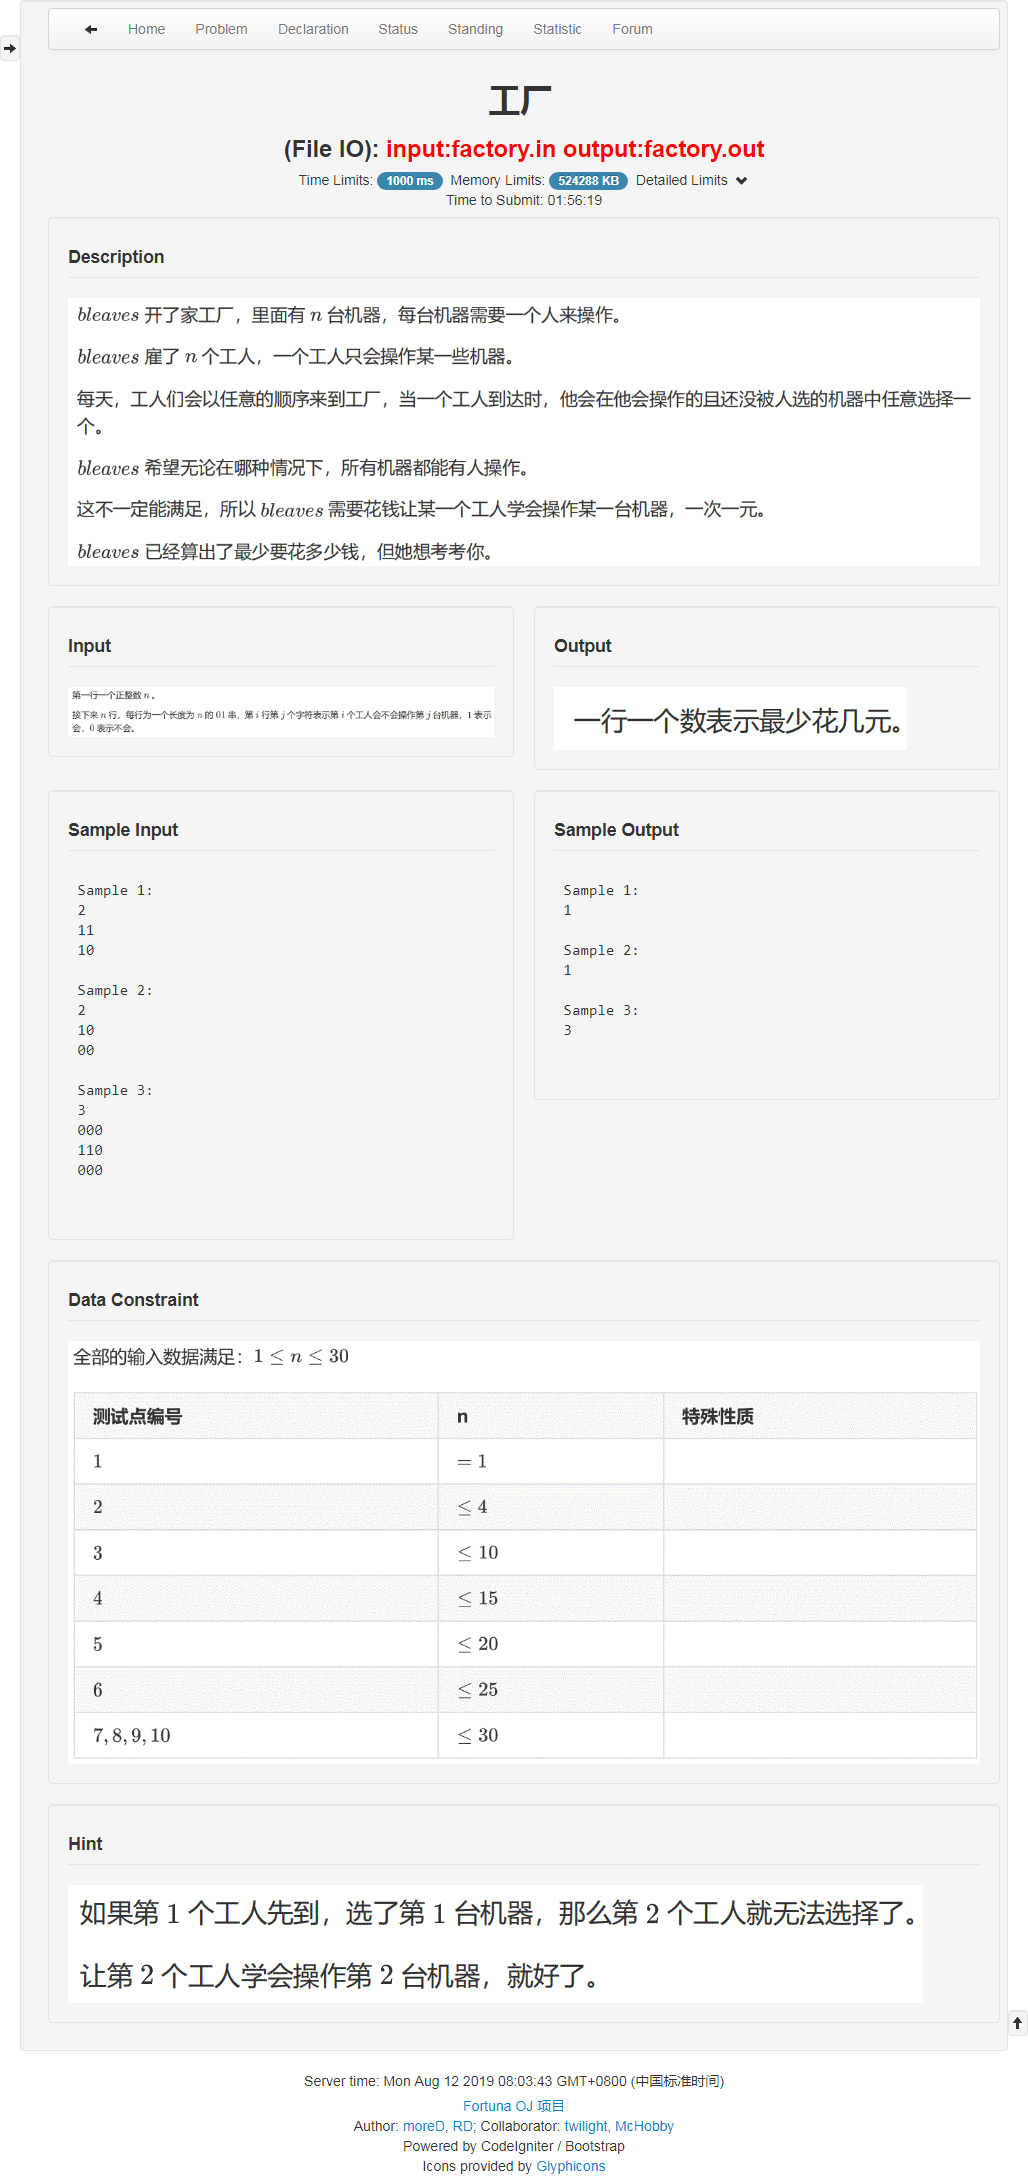 Home Problem Declaration Status Standing Statistic Forum
工厂
(File IO): input:factory.in output:factory.out
Time Limits: 1000 ms Memory Limits: 524288 KB Detailed Limits
Time to Submit: 01:56:19
Description
bleaves 开了家工厂，里面有 n 台机器，每台机器需要一个人来操作。
bleaves 雇了 n 个工人，一个工人只会操作某一些机器。
每天，工人们会以任意的顺序来到工厂，当一个工人到达时，他会在他会操作的且还没被人选的机器中任意选择一
个。
bleaves 希望无论在哪种情况下，所有机器都能有人操作。
这不一定能满足，所以 bleaves 需要花钱让某一个工人学会操作某一台机器，一次一元。
bleaves 已经算出了最少要花多少钱，但她想考考你。
Input
第一行一个正整数 n 。
接下来 n 行，每行为一个长度为 n 的 01 串，第 i 行第 j 个字符表示第 i 个工人会不会操作第 j 台机器，1 表示
会，0 表示不会。
Output
一行一个数表示最少花几元。
Sample Input
Sample 1:
2
11
10
Sample 2:
2
10
00
Sample 3:
3
000
110
000
Sample Output
Sample 1:
1
Sample 2:
1
Sample 3:
3
Data Constraint
全部的输入数据满足：1 ≤ n ≤ 30
测试点编号 n 特殊性质
1 = 1
2 ≤ 4
3 ≤ 10
4 ≤ 15
5 ≤ 20
6 ≤ 25
7, 8, 9, 10 ≤ 30
Hint
如果第 1 个工人先到，选了第 1 台机器，那么第 2 个工人就无法选择了。
让第 2 个工人学会操作第 2 台机器，就好了。
Server time: Mon Aug 12 2019 08:03:43 GMT+0800 (中国标准时间)
Fortuna OJ 项目
Author: moreD, RD; Collaborator: twilight, McHobby
Powered by CodeIgniter / Bootstrap
Icons provided by Glyphicons